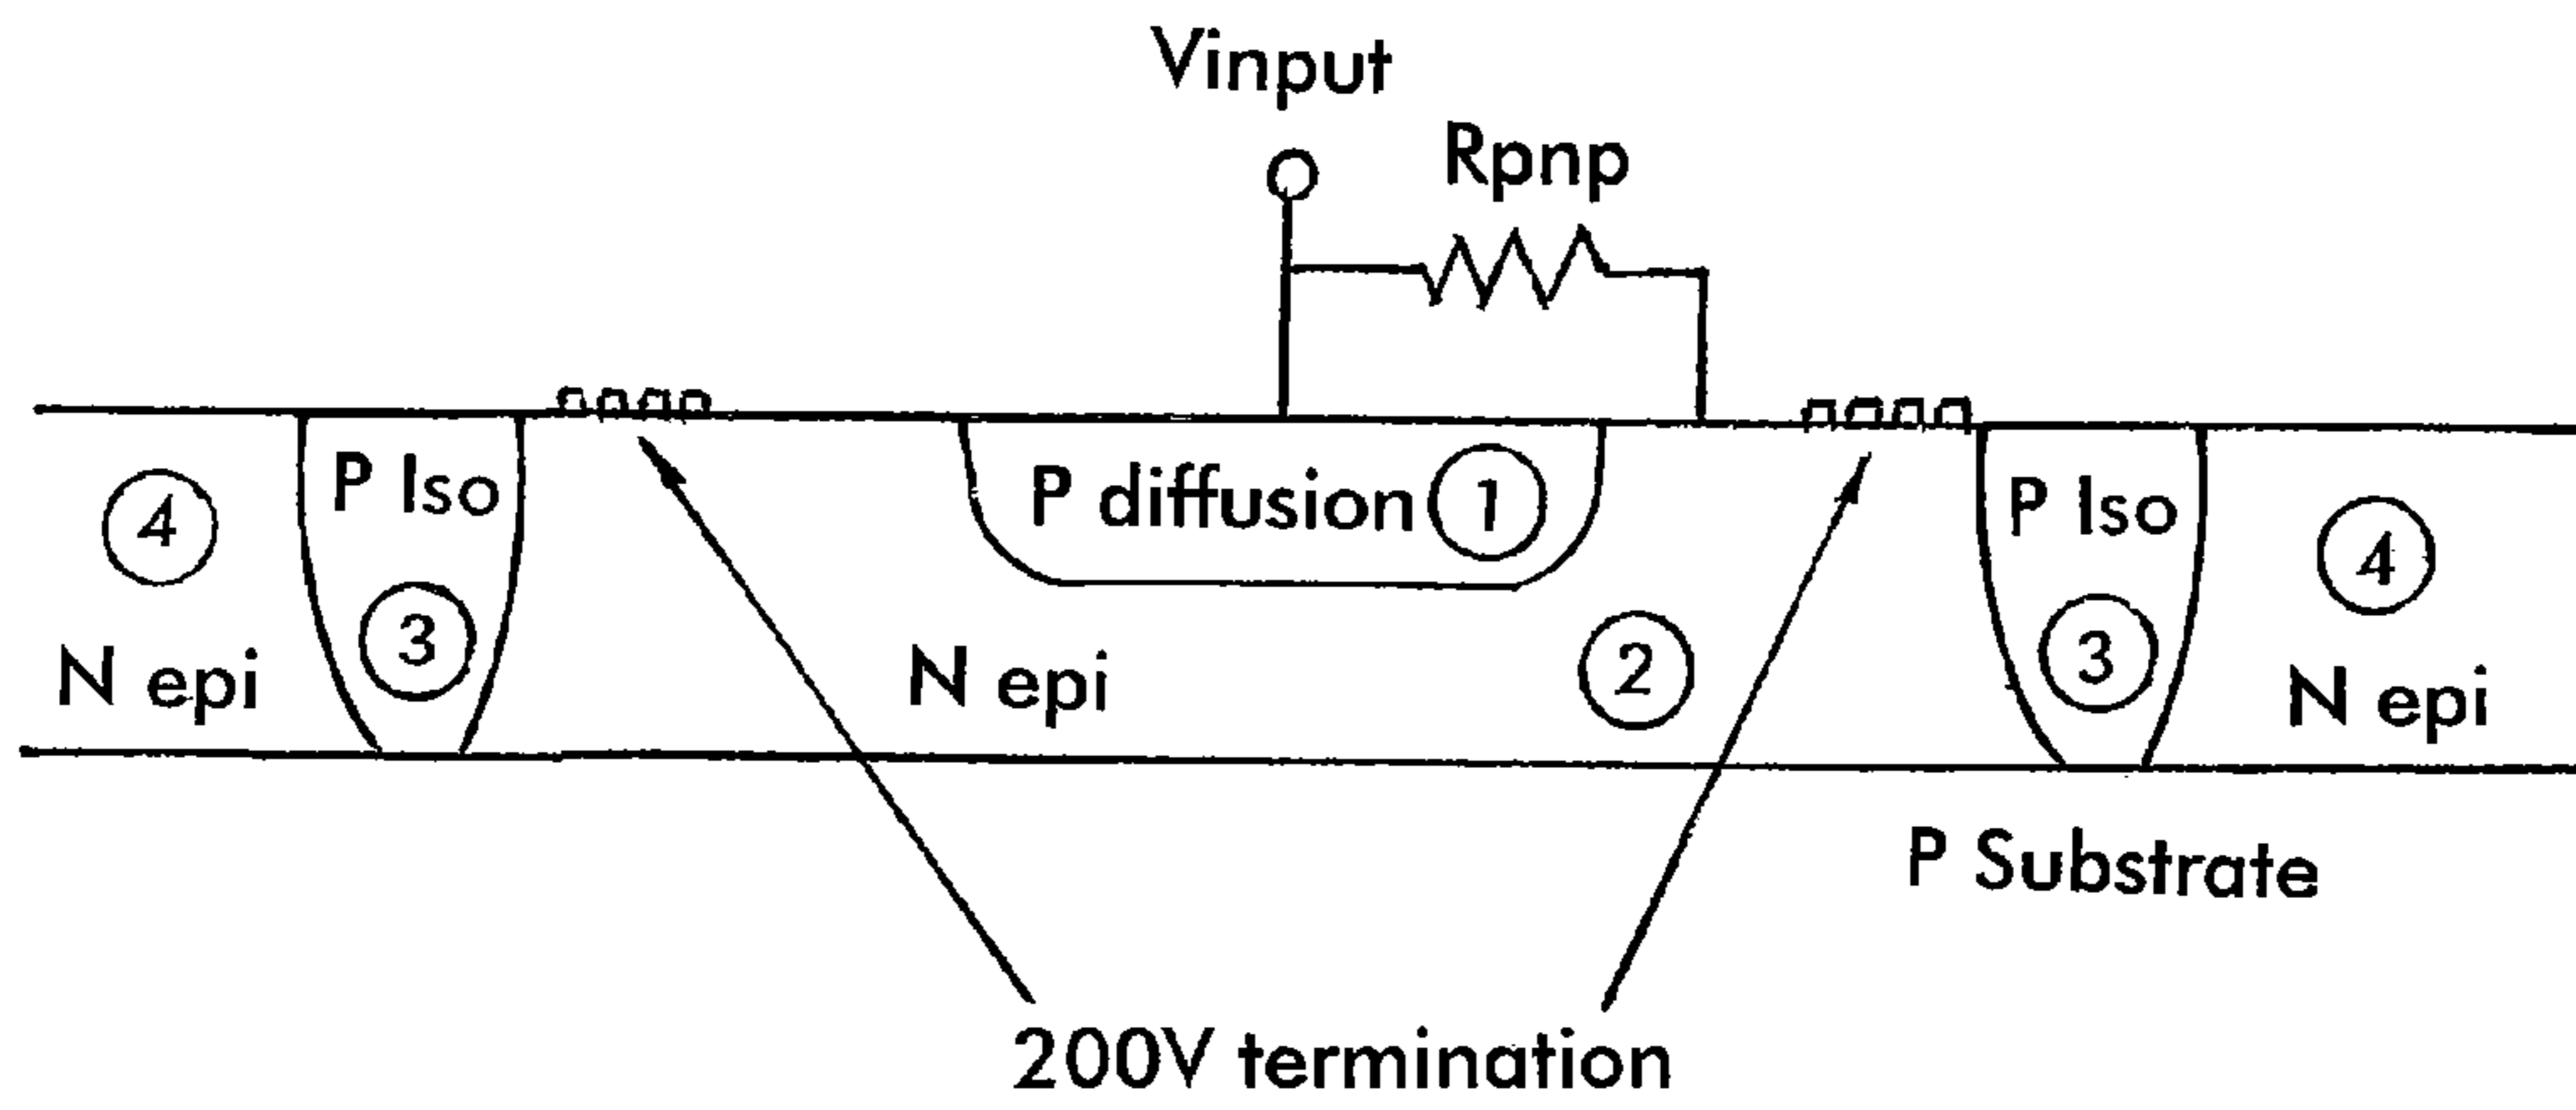 Vinput
Rpnp
P Iso
P diffusion 1
P Iso
4
4
3
3
2
N epi
N epi
N epi
P Substrate
200V termination